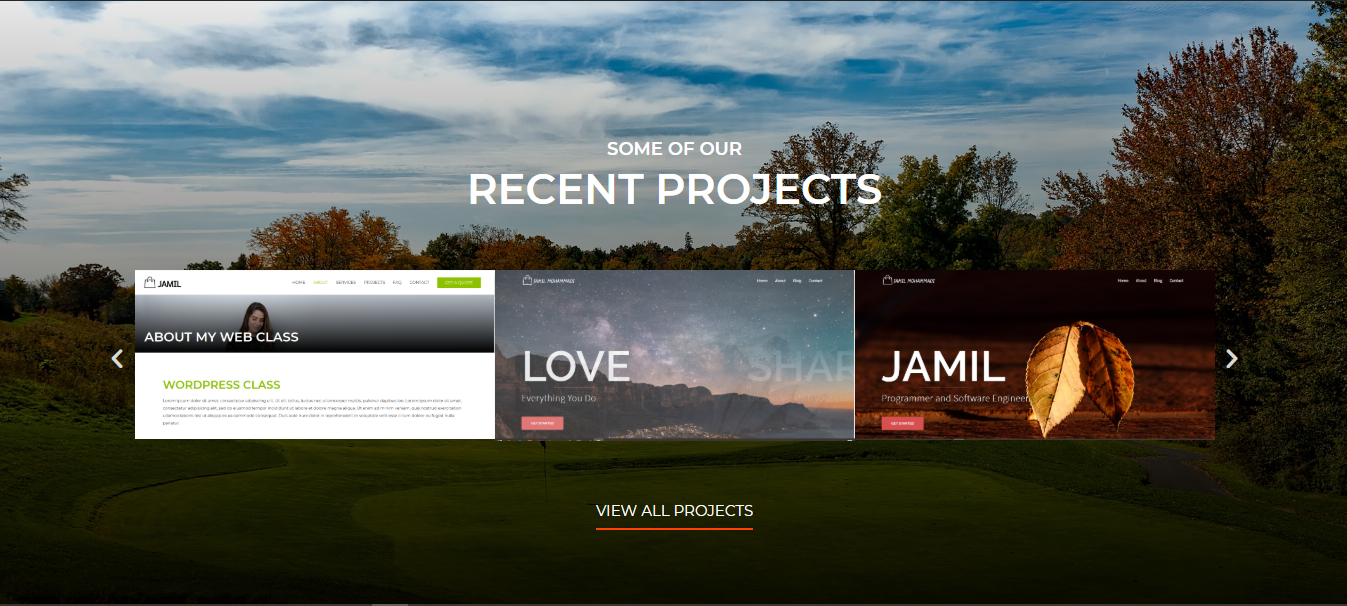 SOME OF OUR
RECENT PROJECTS
JAMIL
HOME ABOUT SERVICES PROJECTS FAQ CONTACT GET A QUOTE
ABOUT MY WEB CLASS
WORDPRESS CLASS
JAMIL MOHAMMADI
Home About Blog Contact
LOVE
SHAR
Everything You Do
GET STARTED
JAMIL MOHAMMADI
Home About Blog Contact
JAMIL
Programmer and Software Engineer
GET STARTED
VIEW ALL PROJECTS